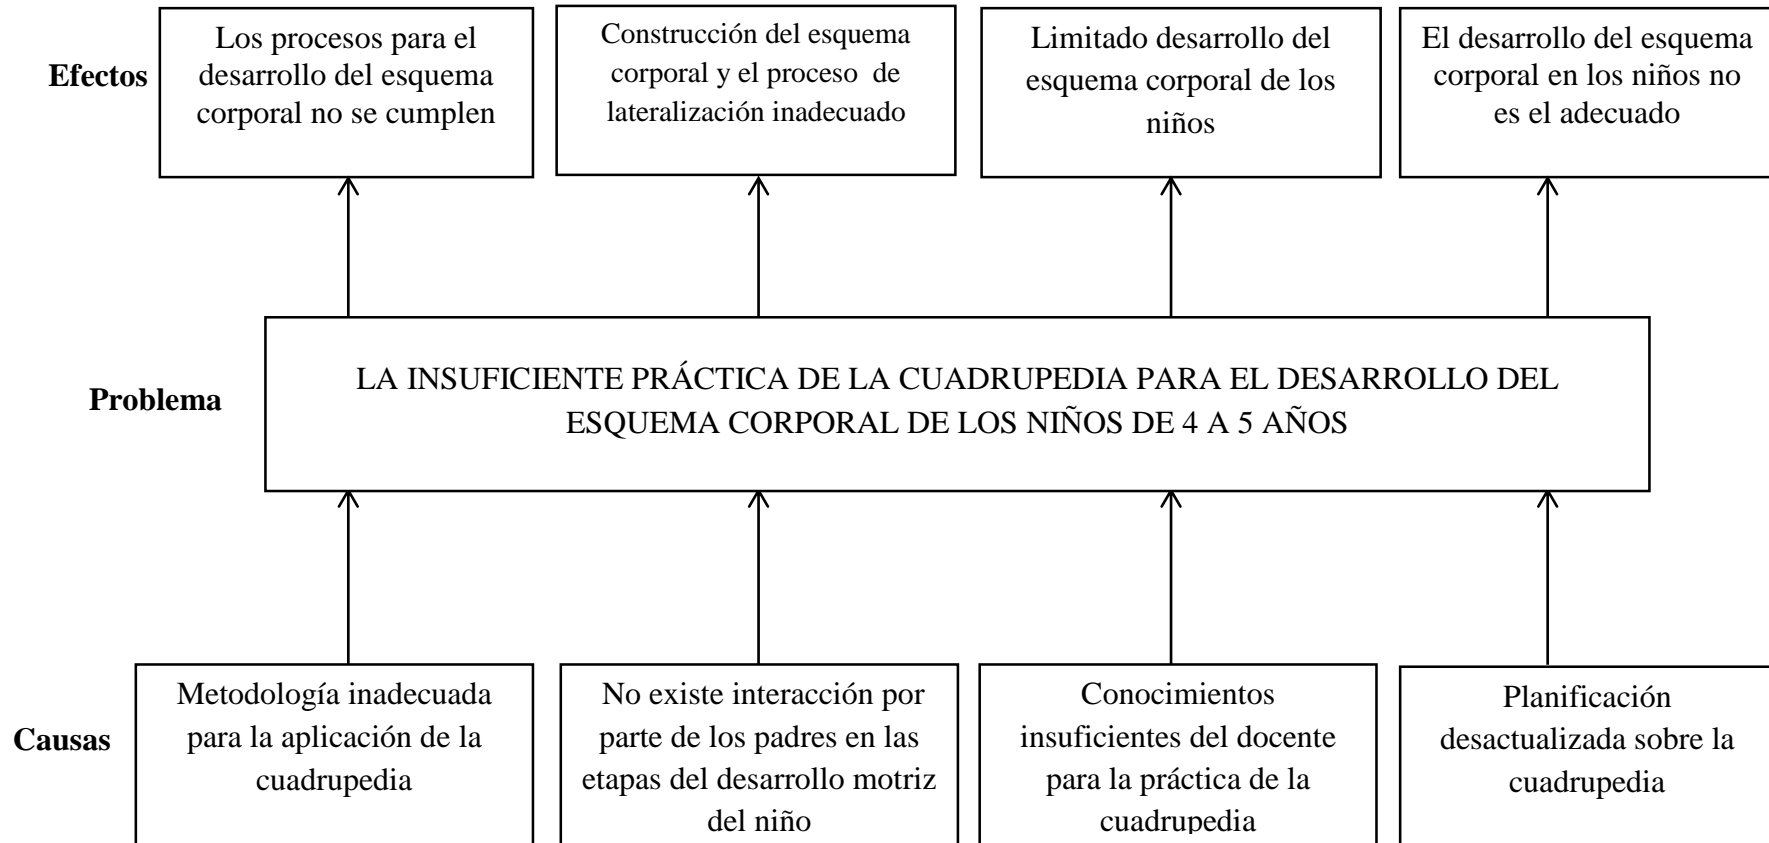 Efectos
Los procesos para el
desarrollo del esquema
corporal no se cumplen
Construcción del esquema
corporal y el proceso de
lateralización inadecuado
Limitado desarrollo del
esquema corporal de los
niños
El desarrollo del esquema
corporal en los niños no
es el adecuado
Problema
LA INSUFICIENTE PRÁCTICA DE LA CUADRUPEDIA PARA EL DESARROLLO DEL
ESQUEMA CORPORAL DE LOS NIÑOS DE 4 A 5 AÑOS
Causas
Metodología inadecuada
para la aplicación de la
cuadrupedia
No existe interacción por
parte de los padres en las
etapas del desarrollo motriz
del niño
Conocimientos
insuficientes del docente
para la práctica de la
cuadrupedia
Planificación
desactualizada sobre la
cuadrupedia